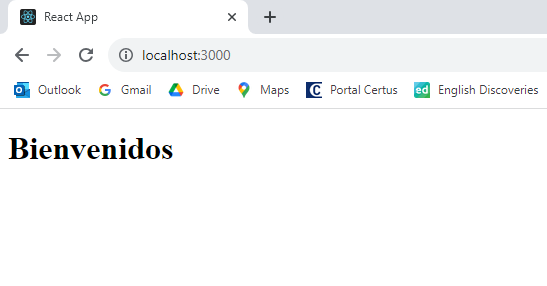 React App
localhost:3000
Outlook Gmail Drive Maps Portal Certus English Discoveries
Bienvenidos